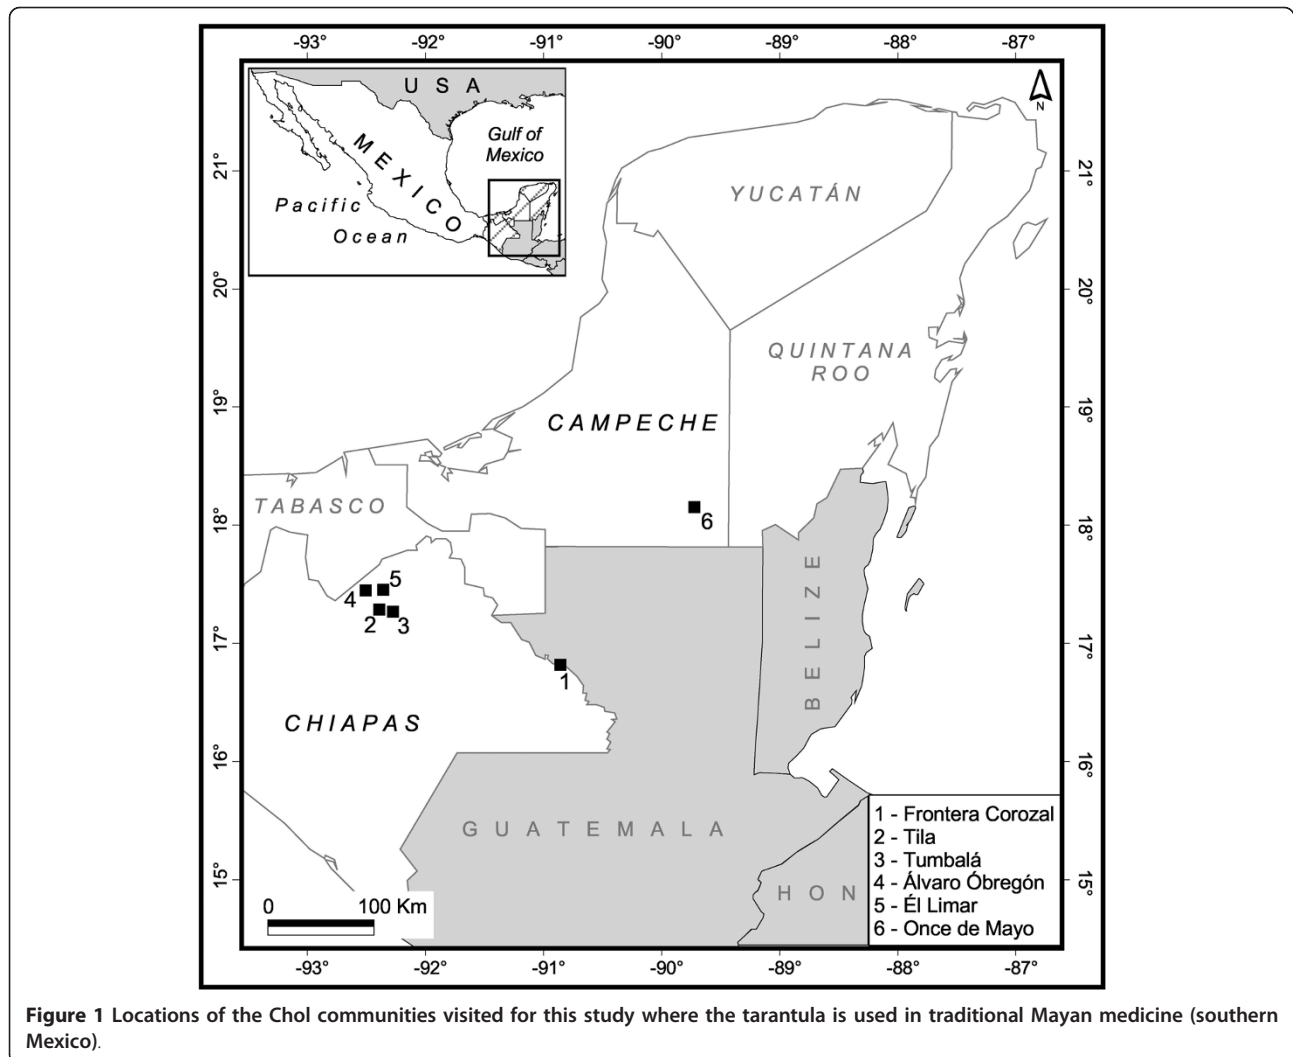 -93° -92° -91° -90° -89° -88° -87°
U S A
N
Gulf of
Mexico
MEXICO
Pacific
Ocean
21° 21°
YUCATÁN
20° 20°
QUINTANA
ROO
19° 19°
CAMPECHE
TABASCO
6
18° 18°
5
4
2 3
BELIZE
17° 17°
1
CHIAPAS
16° 16°
1 - Frontera Corozal
GUATEMALA
2 - Tila
3 - Tumbalá
15° 15°
4 - Álvaro Óbregón
HON
5 - Él Limar
0 100 Km
6 - Once de Mayo
-93° -92° -91° -90° -89° -88° -87°
Figure 1 Locations of the Chol communities visited for this study where the tarantula is used in traditional Mayan medicine (southern
Mexico).